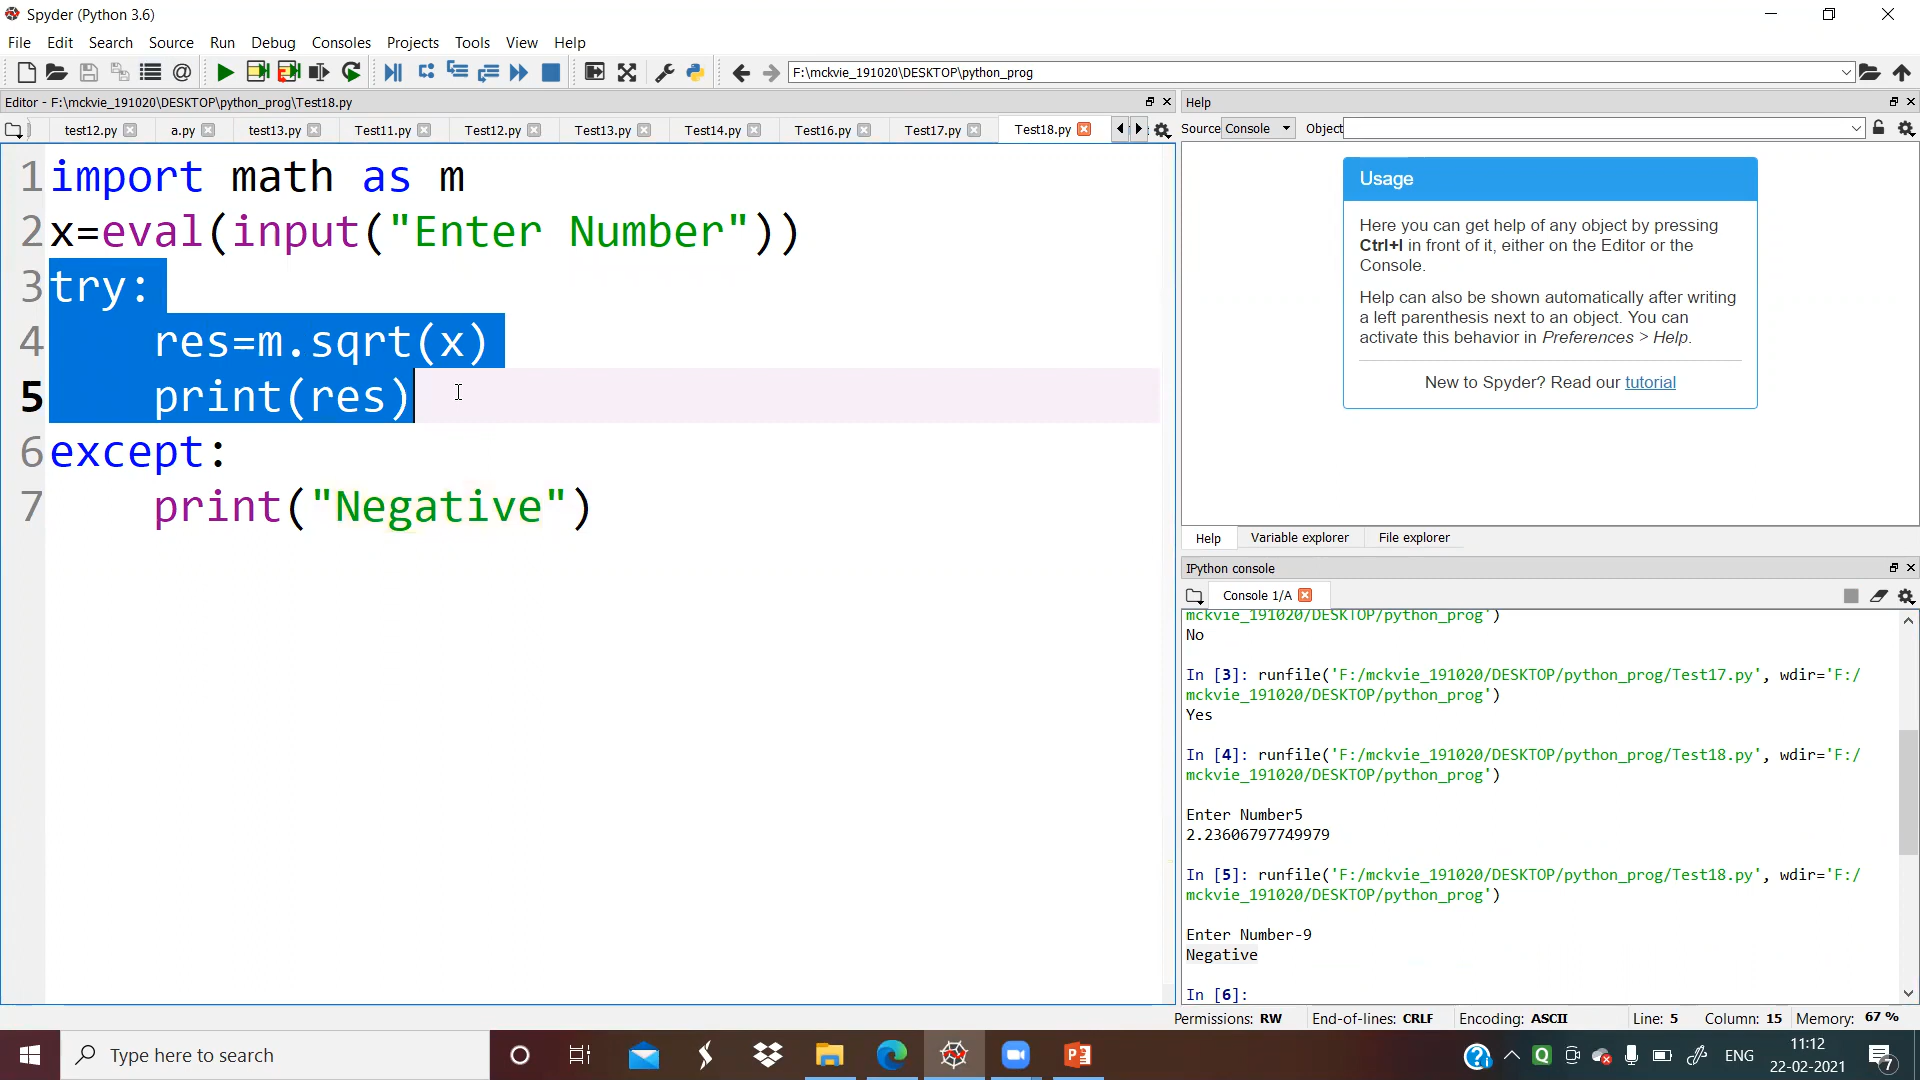 Spyder (Python 3.6)
File Edit Search Source Run Debug Consoles Projects Tools View Help
F:\mckvie_191020\DESKTOP\python_prog
Editor - F:\mckvie_191020\DESKTOP\python_prog\Test18.py
test12.py a.py test13.py Test11.py Test12.py Test13.py Test14.py Test16.py Test17.py Test18.py
1 import math as m
2 x=eval(input("Enter Number"))
3 try:
4 res=m.sqrt(x)
5 print(res)
6 except:
7 print("Negative")
Help
Source Console Object
Usage
Here you can get help of any object by pressing
Ctrl+I in front of it, either on the Editor or the
Console.
Help can also be shown automatically after writing
a left parenthesis next to an object. You can
activate this behavior in Preferences > Help.
New to Spyder? Read our tutorial
Help Variable explorer File explorer
IPython console
Console 1/A
mckvie_191020/DESKTOP/python_prog')
No
In [3]: runfile('F:/mckvie_191020/DESKTOP/python_prog/Test17.py', wdir='F:/
mckvie_191020/DESKTOP/python_prog')
Yes
In [4]: runfile('F:/mckvie_191020/DESKTOP/python_prog/Test18.py', wdir='F:/
mckvie_191020/DESKTOP/python_prog')
Enter Number5
2.23606797749979
In [5]: runfile('F:/mckvie_191020/DESKTOP/python_prog/Test18.py', wdir='F:/
mckvie_191020/DESKTOP/python_prog')
Enter Number-9
Negative
In [6]:
Permissions: RW End-of-lines: CRLF Encoding: ASCII Line: 5 Column: 15 Memory: 67 %
Type here to search
ENG
11:12
22-02-2021
7